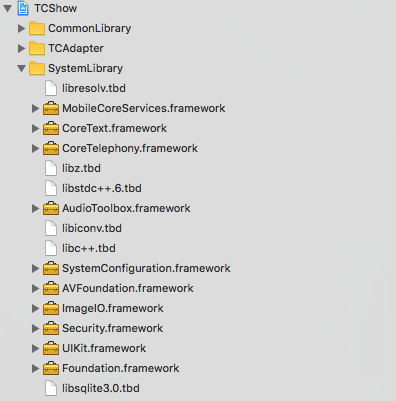 TCShow
CommonLibrary
TCAdapter
SystemLibrary
libresolv.tbd
MobileCoreServices.framework
CoreText.framework
CoreTelephony.framework
libz.tbd
libstdc++.6.tbd
AudioToolbox.framework
libiconv.tbd
libc++.tbd
SystemConfiguration.framework
AVFoundation.framework
ImageIO.framework
Security.framework
UIKit.framework
Foundation.framework
libsqlite3.0.tbd